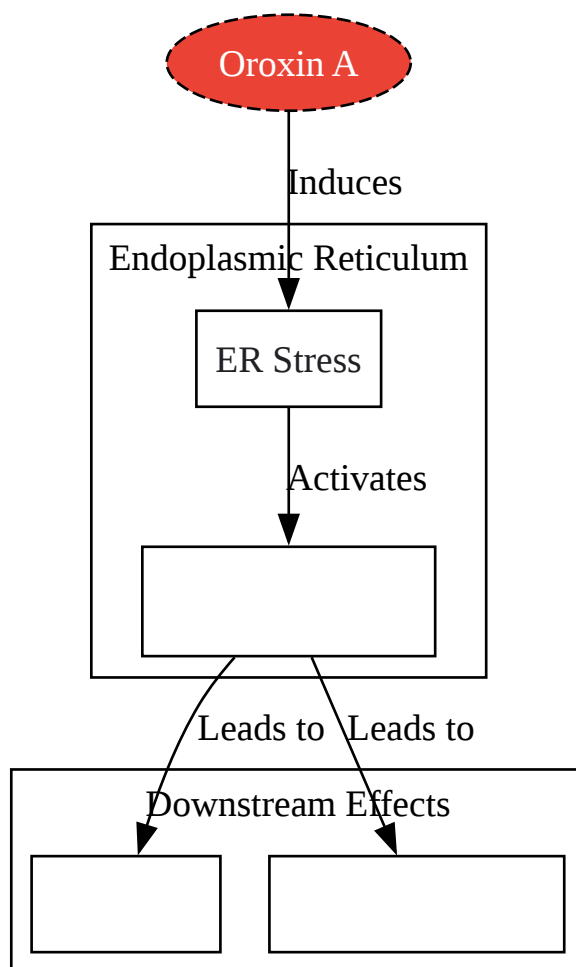 Oroxin A
Induces
Endoplasmic Reticulum
ER Stress
Activates
Leads to
Leads to
Downstream Effects